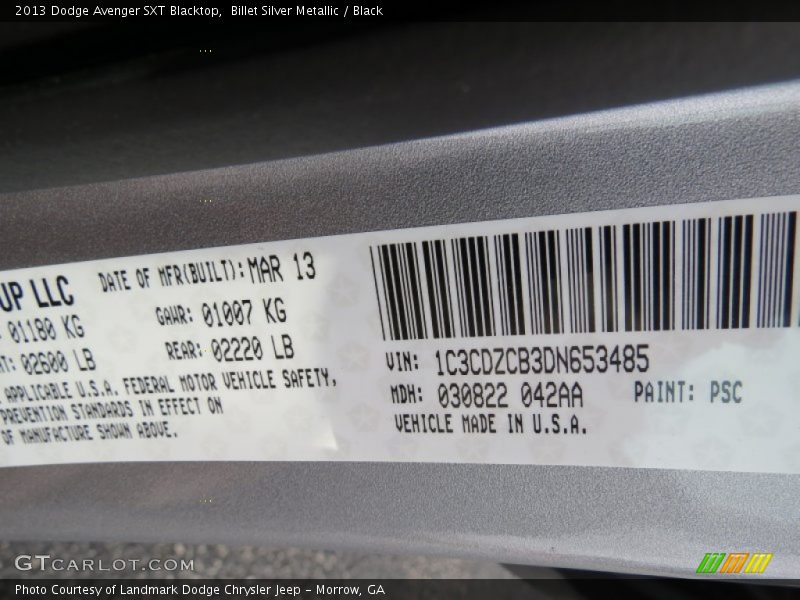 2013 Dodge Avenger SXT Blacktop,  Billet Silver Metallic / Black
UP LLC
DATE OF MFR(BUILT): MAR 13
01180 KG
GAWR: 01007 KG
02600 LB
REAR: 02220 LB
APPLICABLE U.S.A. FEDERAL MOTOR VEHICLE SAFETY,
PREVENTION STANDARDS IN EFFECT ON
OF MANUFACTURE SHOWN ABOVE.
VIN: 1C3CDZCB3DN653485
MDH: 030822 042AA
PAINT: PSC
VEHICLE MADE IN U.S.A.
GTCARLOT.COM
Photo Courtesy of Landmark Dodge Chrysler Jeep - Morrow, GA